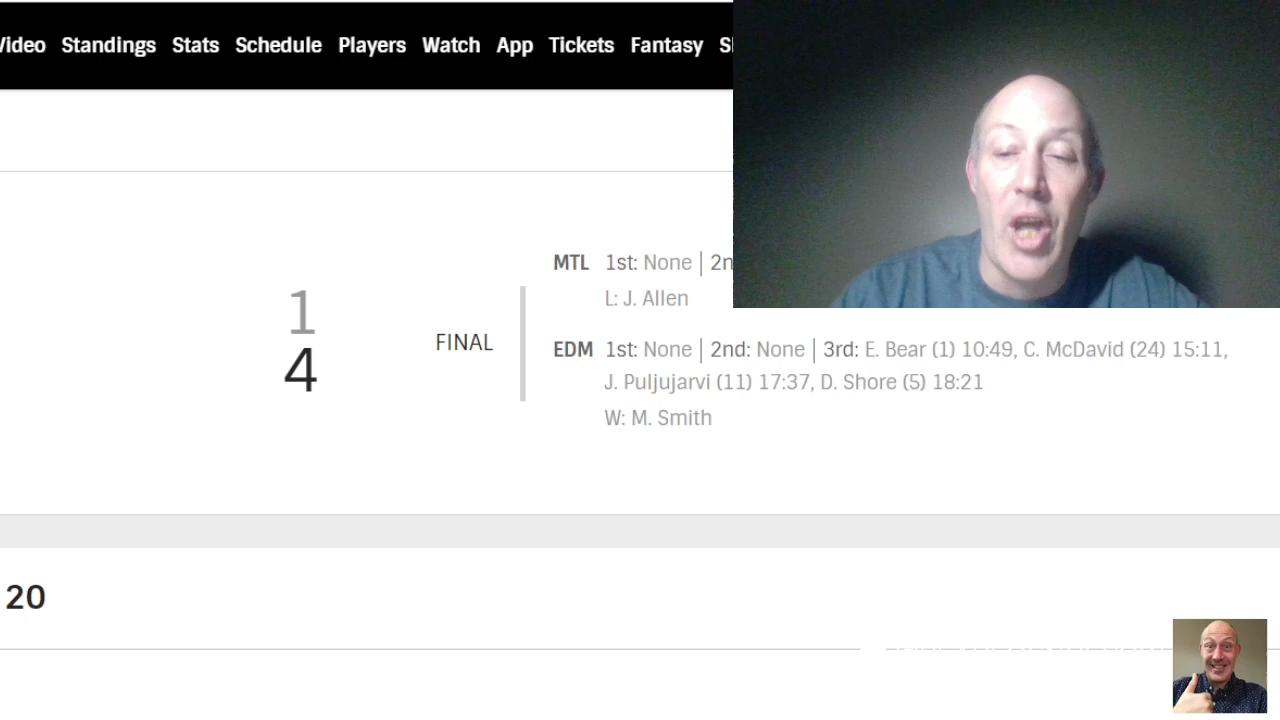 Video Standings Stats Schedule Players Watch App Tickets Fantasy
MTL 1st: None | 2n
L: J. Allen
1
4
FINAL
EDM 1st: None | 2nd: None | 3rd: E. Bear (1) 10:49, C. McDavid (24) 15:11,
J. Puljujarvi (11) 17:37, D. Shore (5) 18:21
W: M. Smith
20